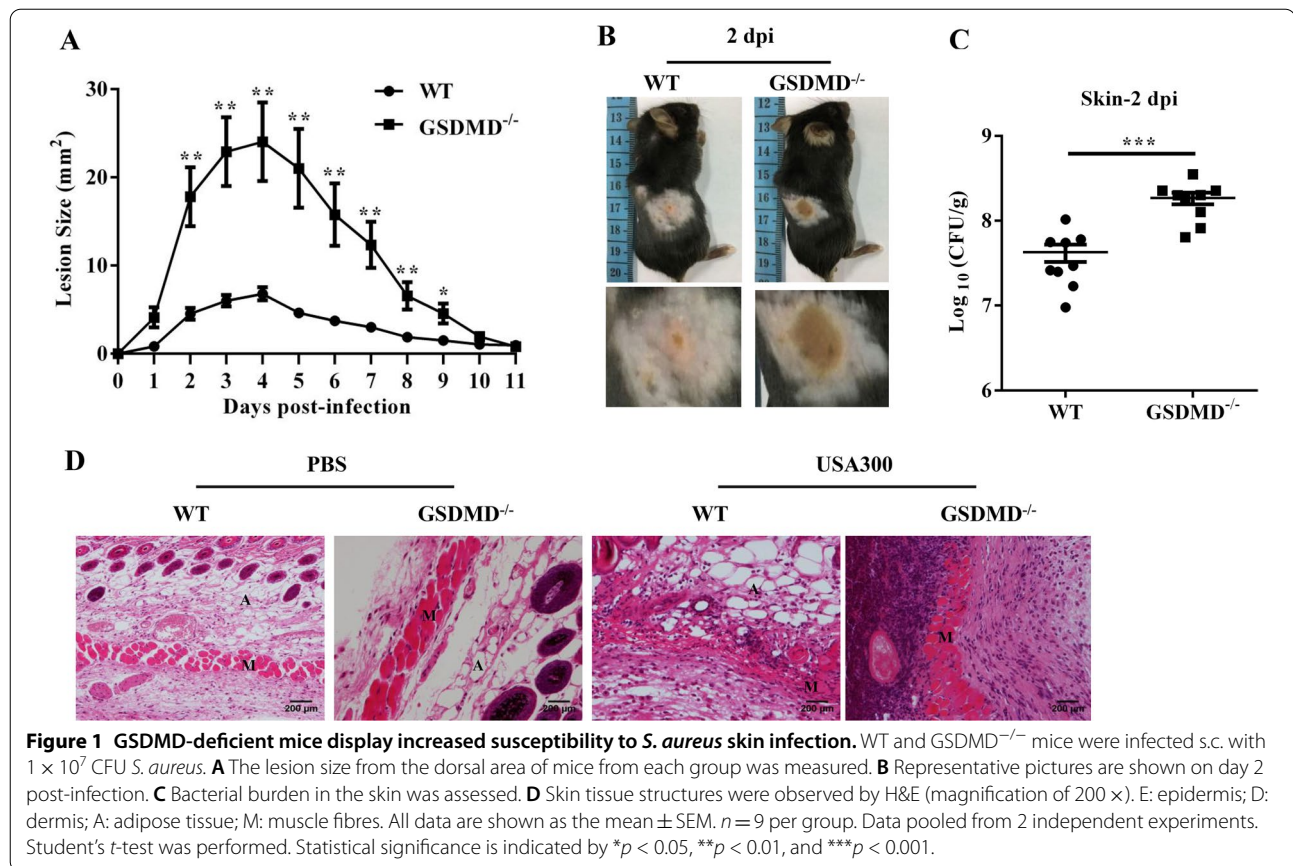 A
Lesion Size (mm²)
30
20
10
0
0 1 2 3 4 5 6 7 8 9 10 11
Days post-infection
** ** ** ** ** ** ** *
WT
GSDMD-/-
B
2 dpi
WT GSDMD-/-
12
13
14
15
16
17
18
19
20
12
13
14
15
16
17
18
19
20
C
Skin-2 dpi
***
Log 10 (CFU/g)
9
8
7
6
WT GSDMD-/-
D
PBS USA300
WT GSDMD-/- WT GSDMD-/-
A
M
200 µm
M
A
200 µm
A
M
200 µm
M
200 µm
Figure 1 GSDMD-deficient mice display increased susceptibility to S. aureus skin infection. WT and GSDMD−/− mice were infected s.c. with
1 × 10⁷ CFU S. aureus. A The lesion size from the dorsal area of mice from each group was measured. B Representative pictures are shown on day 2
post-infection. C Bacterial burden in the skin was assessed. D Skin tissue structures were observed by H&E (magnification of 200 ×). E: epidermis; D:
dermis; A: adipose tissue; M: muscle fibres. All data are shown as the mean ± SEM. n = 9 per group. Data pooled from 2 independent experiments.
Student's t-test was performed. Statistical significance is indicated by *p < 0.05, **p < 0.01, and ***p < 0.001.